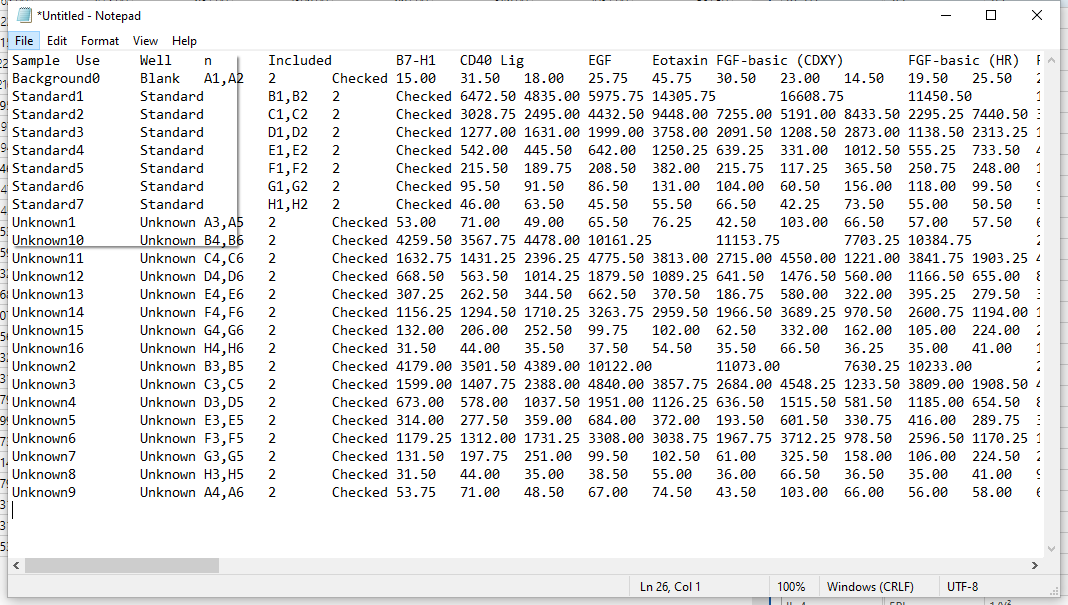 *Untitled - Notepad
File Edit Format View Help
Sample Use Well n Included B7-H1 CD40 Lig EGF Eotaxin FGF-basic (CDXY) FGF-basic (HR)
Background0 Blank A1,A2 2 Checked 15.00 31.50 18.00 25.75 45.75 30.50 23.00 14.50 19.50 25.50
Standard1 Standard B1,B2 2 Checked 6472.50 4835.00 5975.75 14305.75 16608.75 11450.50
Standard2 Standard C1,C2 2 Checked 3028.75 2495.00 4432.50 9448.00 7255.00 5191.00 8433.50 2295.25 7440.50
Standard3 Standard D1,D2 2 Checked 1277.00 1631.00 1999.00 3758.00 2091.50 1208.50 2873.00 1138.50 2313.25
Standard4 Standard E1,E2 2 Checked 542.00 445.50 642.00 1250.25 639.25 331.00 1012.50 555.25 733.50
Standard5 Standard F1,F2 2 Checked 215.50 189.75 208.50 382.00 215.75 117.25 365.50 250.75 248.00
Standard6 Standard G1,G2 2 Checked 95.50 91.50 86.50 131.00 104.00 60.50 156.00 118.00 99.50
Standard7 Standard H1,H2 2 Checked 46.00 63.50 45.50 55.50 66.50 42.25 73.50 55.00 50.50
Unknown1 Unknown A3,A5 2 Checked 53.00 71.00 49.00 65.50 76.25 42.50 103.00 66.50 57.00 57.50
Unknown10 Unknown B4,B6 2 Checked 4259.50 3567.75 4478.00 10161.25 11153.75 7703.25 10384.75
Unknown11 Unknown C4,C6 2 Checked 1632.75 1431.25 2396.25 4775.50 3813.00 2715.00 4550.00 1221.00 3841.75 1903.25
Unknown12 Unknown D4,D6 2 Checked 668.50 563.50 1014.25 1879.50 1089.25 641.50 1476.50 560.00 1166.50 655.00
Unknown13 Unknown E4,E6 2 Checked 307.25 262.50 344.50 662.50 370.50 186.75 580.00 322.00 395.25 279.50
Unknown14 Unknown F4,F6 2 Checked 1156.25 1294.50 1710.25 3263.75 2959.50 1966.50 3689.25 970.50 2600.75 1194.00
Unknown15 Unknown G4,G6 2 Checked 132.00 206.00 252.50 99.75 102.00 62.50 332.00 162.00 105.00 224.00
Unknown16 Unknown H4,H6 2 Checked 31.50 44.00 35.50 37.50 54.50 35.50 66.50 36.25 35.00 41.00
Unknown2 Unknown B3,B5 2 Checked 4179.00 3501.50 4389.00 10122.00 11073.00 7630.25 10233.00
Unknown3 Unknown C3,C5 2 Checked 1599.00 1407.75 2388.00 4840.00 3857.75 2684.00 4548.25 1233.50 3809.00 1908.50
Unknown4 Unknown D3,D5 2 Checked 673.00 578.00 1037.50 1951.00 1126.25 636.50 1515.50 581.50 1185.00 654.50
Unknown5 Unknown E3,E5 2 Checked 314.00 277.50 359.00 684.00 372.00 193.50 601.50 330.75 416.00 289.75
Unknown6 Unknown F3,F5 2 Checked 1179.25 1312.00 1731.25 3308.00 3038.75 1967.75 3712.25 978.50 2596.50 1170.25
Unknown7 Unknown G3,G5 2 Checked 131.50 197.75 251.00 99.50 102.50 61.00 325.50 158.00 106.00 224.50
Unknown8 Unknown H3,H5 2 Checked 31.50 44.00 35.00 38.50 55.00 36.00 66.50 36.50 35.00 41.00
Unknown9 Unknown A4,A6 2 Checked 53.75 71.00 48.50 67.00 74.50 43.50 103.00 66.00 56.00 58.00
Ln 26, Col 1 100% Windows (CRLF) UTF-8